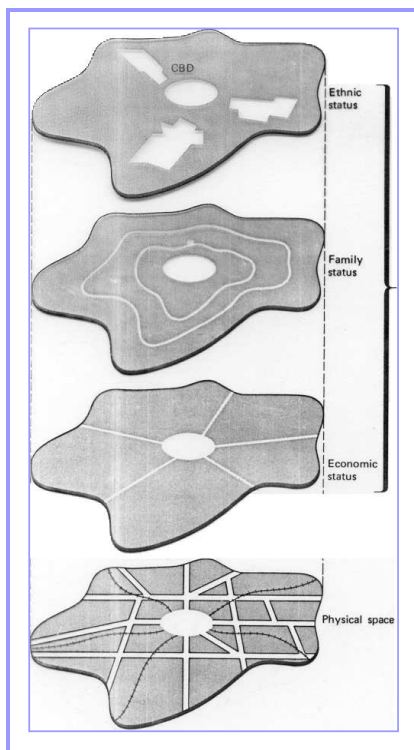 CBD
Ethnic
status
Family
status
Economic
status
Physical space